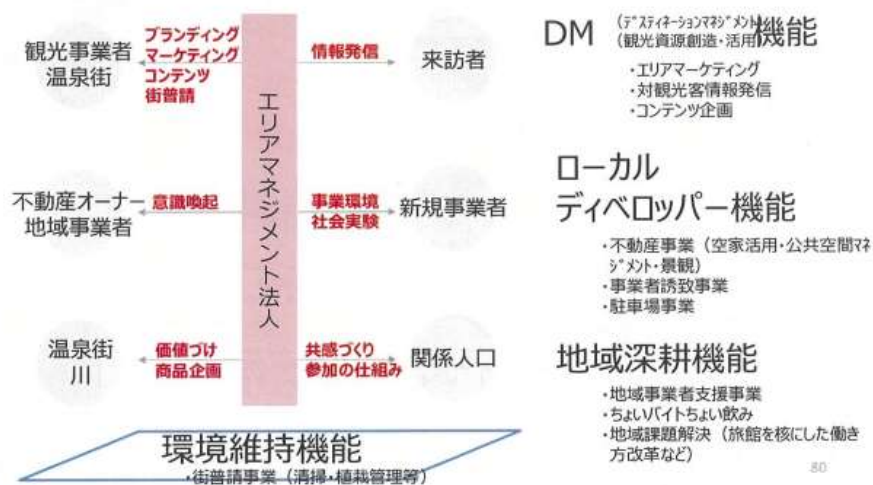 観光事業者
温泉街
ブランディング
マーケティング
コンテンツ
街普請
情報発信
来訪者
不動産オーナー
地域事業者
意識喚起
事業環境
社会実験
新規事業者
温泉街
川
価値づけ
商品企画
共感づくり
参加の仕組み
関係人口
エリアマネジメント法人
環境維持機能
・街普請事業（清掃・植栽管理等）
DM（デスティネーションマネジメント）機能
（観光資源創造・活用）
・エリアマーケティング
・対観光客情報発信
・コンテンツ企画
ローカル
ディベロッパー機能
・不動産事業（空家活用・公共空間マネ
ジメント・景観）
・事業者誘致事業
・駐車場事業
地域深耕機能
・地域事業者支援事業
・ちょいバイトちょい飲み
・地域課題解決（旅館を核にした働き
方改革など）
80